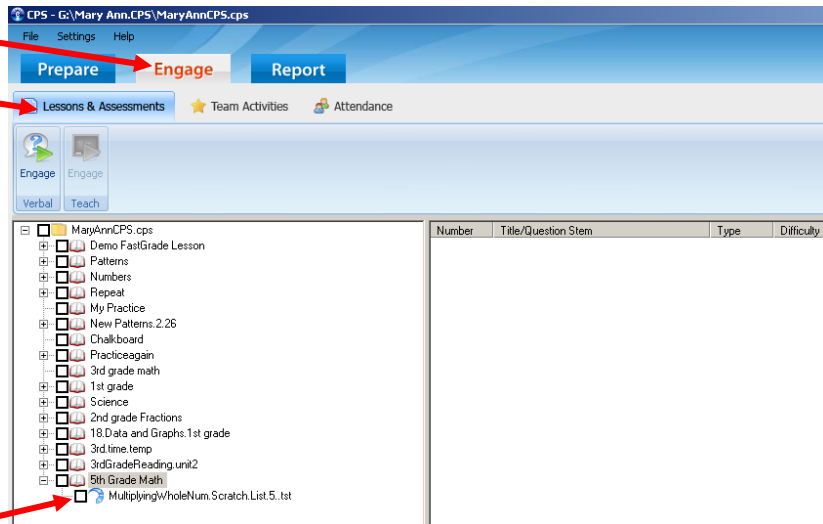 CPS - G:\Mary Ann.CPS\MaryAnnCPS.cps
File Settings Help
Prepare Engage Report
Lessons & Assessments Team Activities Attendance
Engage Engage
Verbal Teach
MaryAnnCPS.cps
Number Title/Question Stem Type Difficulty
Demo FastGrade Lesson
Patterns
Numbers
Repeat
My Practice
New Patterns.2.26
Chalkboard
Practiceagain
3rd grade math
1st grade
Science
2nd grade Fractions
18.Data and Graphs.1st grade
3rd.time.temp
3rdGradeReading.unit2
5th Grade Math
MultiplyingWholeNum.Scratch.List.5..tst